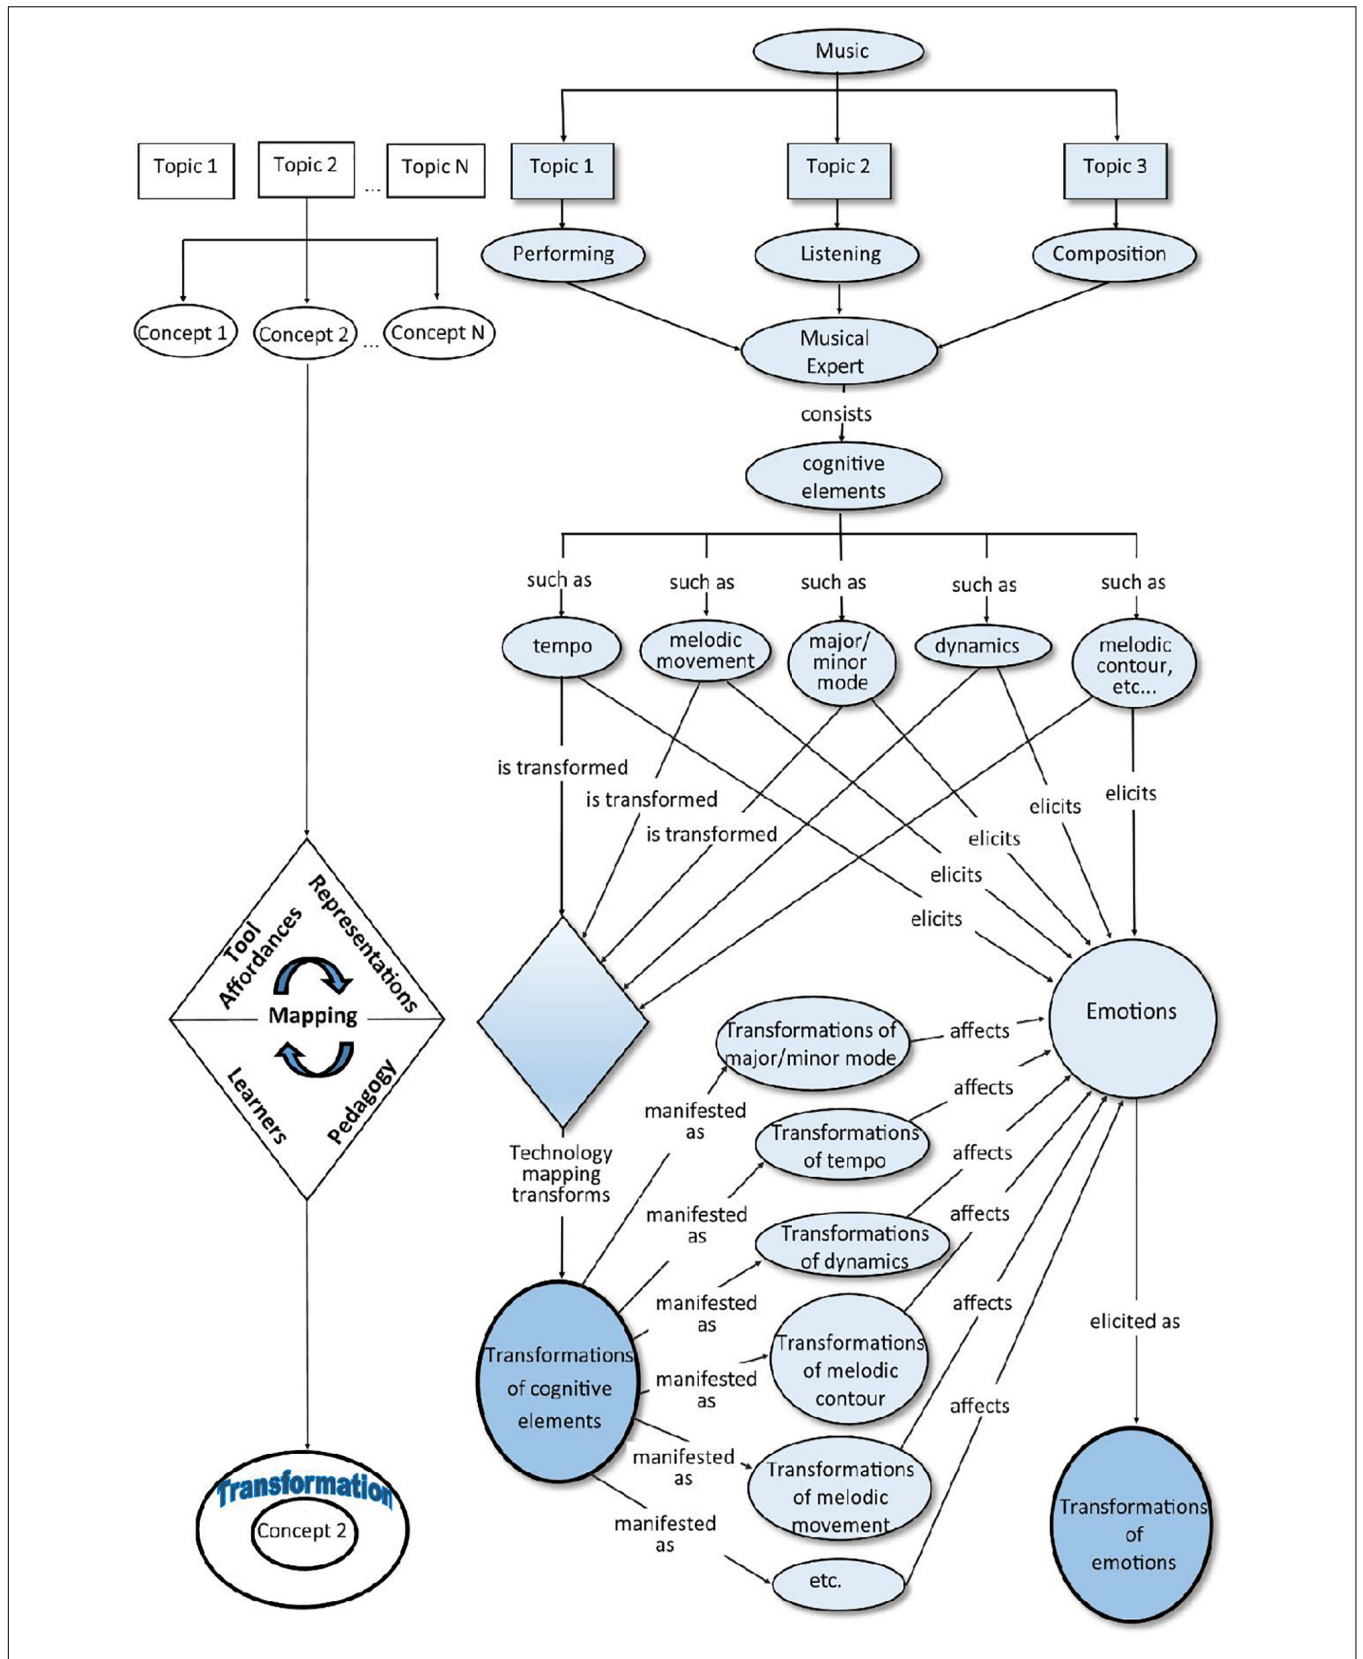 Music
Topic 1
Topic 2
...
Topic N
Topic 1
Topic 2
Topic 3
Performing
Listening
Composition
Concept 1
Concept 2
...
Concept N
Musical
Expert
consists
cognitive
elements
such as
such as
such as
such as
such as
tempo
melodic
movement
major/
minor
mode
dynamics
melodic
contour,
etc...
is transformed
is transformed
is transformed
elicits
elicits
elicits
elicits
elicits
Tool
Affordances
Representations
Mapping
Learners
Pedagogy
Emotions
Technology
mapping
transforms
Transformations of
major/minor mode
affects
manifested
as
Transformations
of tempo
affects
manifested
as
Transformations
of dynamics
affects
manifested
as
Transformations
of melodic
contour
affects
manifested
as
Transformations
of melodic
movement
affects
manifested
as
etc.
affects
manifested
as
Transformations
of cognitive
elements
elicited as
Transformations
of
emotions
Transformation
Concept 2